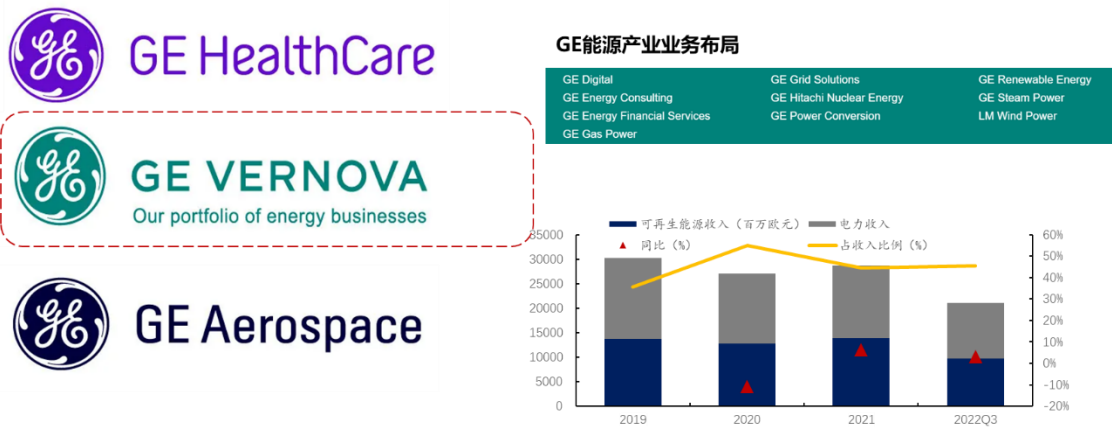 GE HealthCare
GE VERNOVA
Our portfolio of energy businesses
GE Aerospace
GE能源产业业务布局
GE Digital
GE Energy Consulting
GE Energy Financial Services
GE Gas Power
GE Grid Solutions
GE Hitachi Nuclear Energy
GE Power Conversion
GE Renewable Energy
GE Steam Power
LM Wind Power
可再生能源收入（百万欧元）
电力收入
同比（%）
占收入比例（%）
35000
30000
25000
20000
15000
10000
5000
0
60%
50%
40%
30%
20%
10%
0%
-10%
-20%
2019
2020
2021
2022Q3